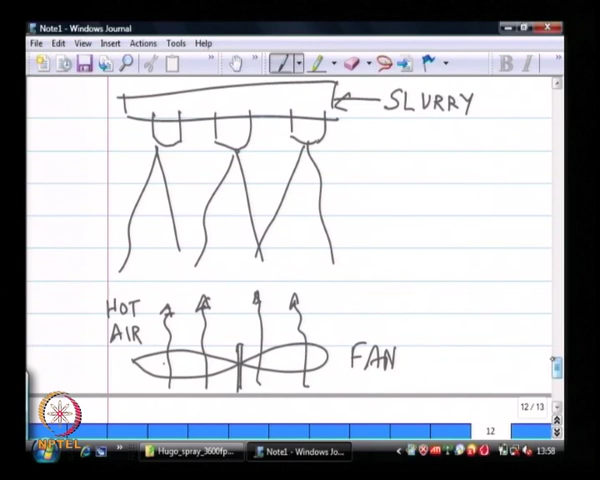 Note1 - Windows Journal
File Edit View Insert Actions Tools Help
B I
SLURRY
HOT
AIR
FAN
NPTEL
12 / 13
12
Hugo_spray_3600fp...
Note1 - Windows Jo...
13:58